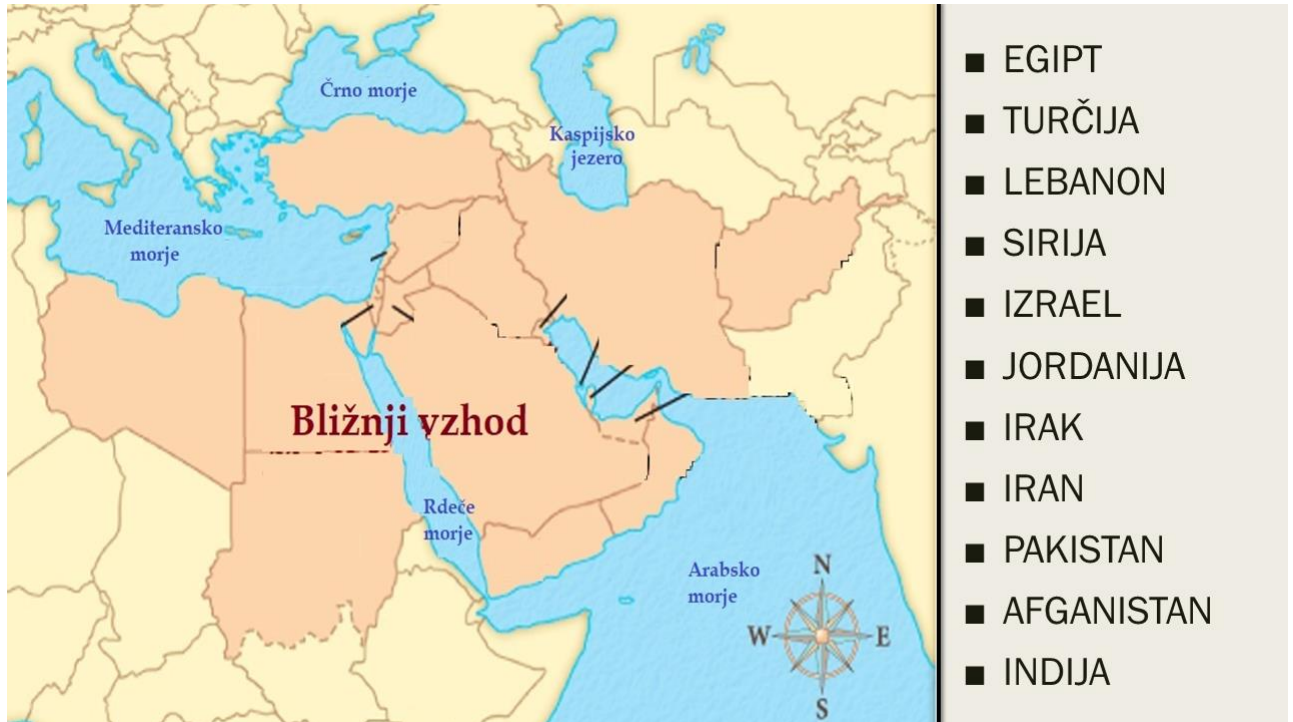 Črno morje
Kaspijsko
jezero
Mediteransko
morje
Bližnji vzhod
Rdeče
morje
Arabsko
morje
N
W
E
S
■ EGIPT
■ TURČIJA
■ LEBANON
■ SIRIJA
■ IZRAEL
■ JORDANIJA
■ IRAK
■ IRAN
■ PAKISTAN
■ AFGANISTAN
■ INDIJA